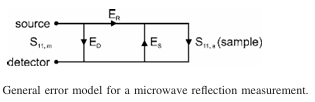 E_R
source
S_11,m
E_D
E_S
S_11,a (sample)
detector
General error model for a microwave reflection measurement.